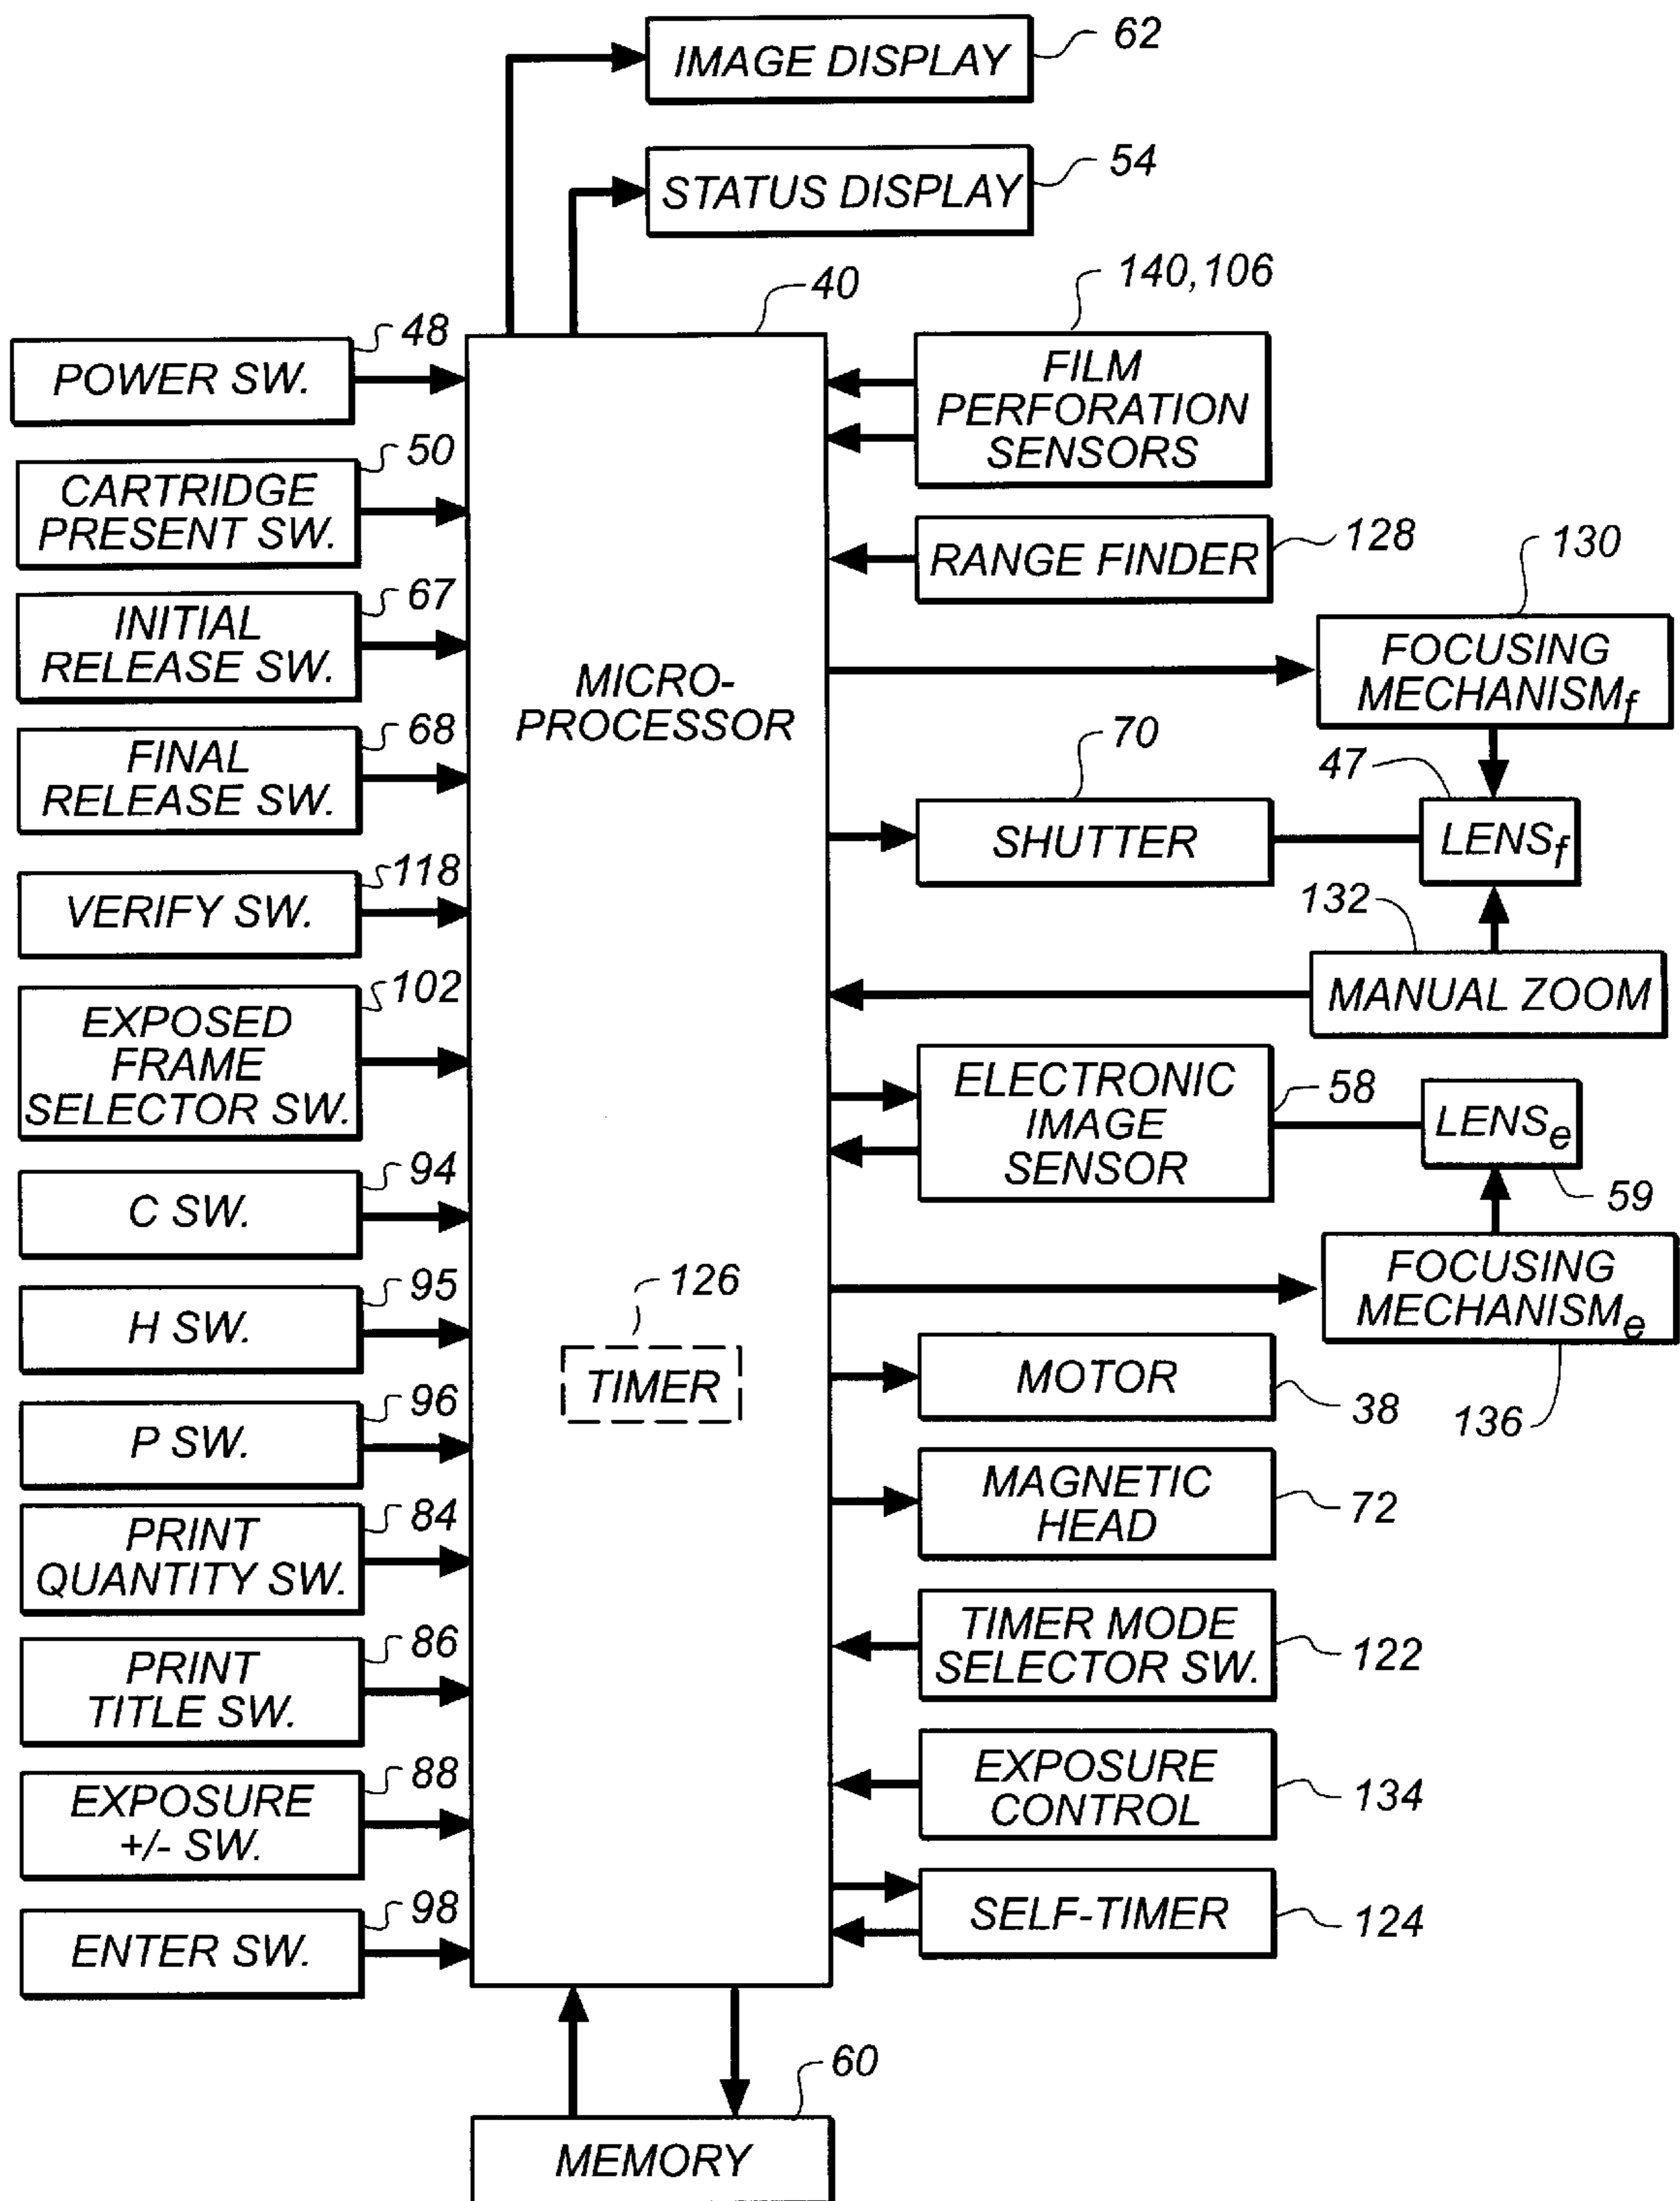 IMAGE DISPLAY
62
STATUS DISPLAY
54
40
140,106
POWER SW.
48
CARTRIDGE
PRESENT SW.
50
INITIAL
RELEASE SW.
67
FINAL
RELEASE SW.
68
VERIFY SW.
118
EXPOSED
FRAME
SELECTOR SW.
102
C SW.
94
H SW.
95
P SW.
96
PRINT
QUANTITY SW.
84
PRINT
TITLE SW.
86
EXPOSURE
+/- SW.
88
ENTER SW.
98
MICRO-
PROCESSOR
126
TIMER
FILM
PERFORATION
SENSORS
RANGE FINDER
128
130
FOCUSING
MECHANISMf
70
SHUTTER
47
LENSf
132
MANUAL ZOOM
ELECTRONIC
IMAGE
SENSOR
58
LENSe
59
FOCUSING
MECHANISMe
136
MOTOR
38
MAGNETIC
HEAD
72
TIMER MODE
SELECTOR SW.
122
EXPOSURE
CONTROL
134
SELF-TIMER
124
60
MEMORY